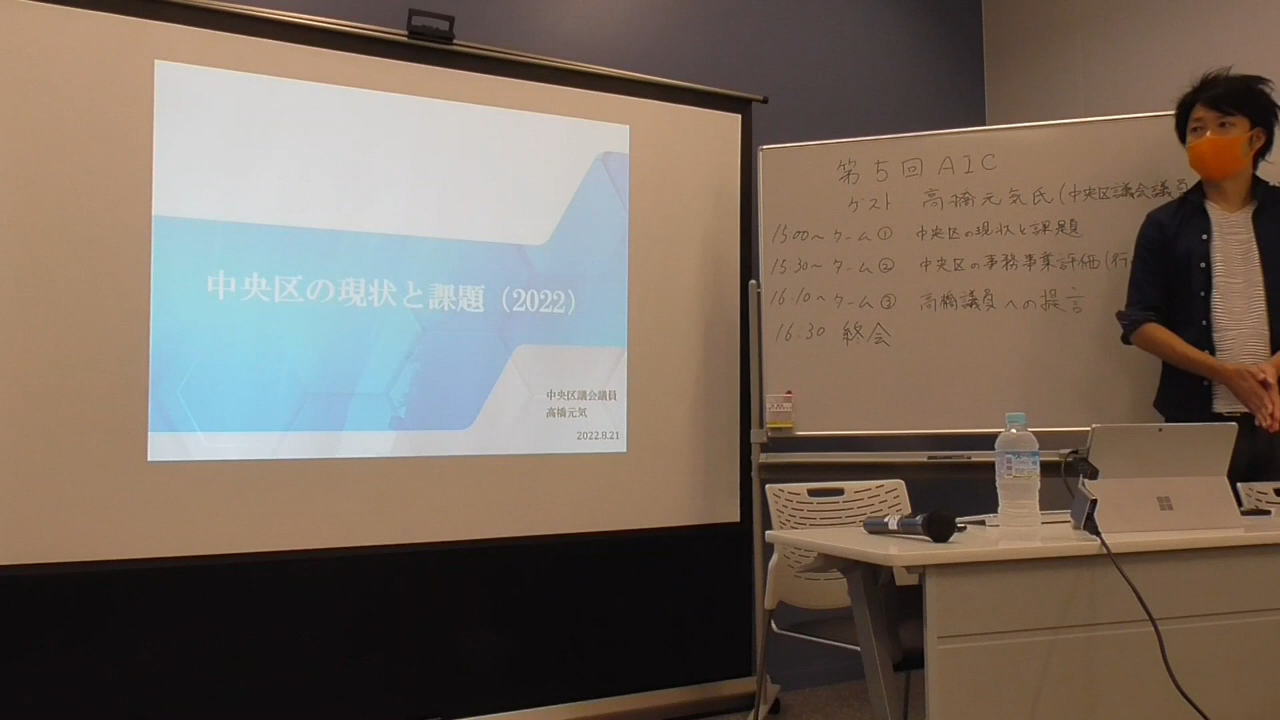 中央区の現状と課題（2022）
中央区議会議員
高橋元気
2022.8.21
第5回AIC
ゲスト 高橋元気氏(中央区議会議員
15:00〜ターム① 中央区の現状と課題
15:30〜ターム② 中央区の事務事業評価(行
16:10〜ターム③ 高橋議員への提言
16:30 終会